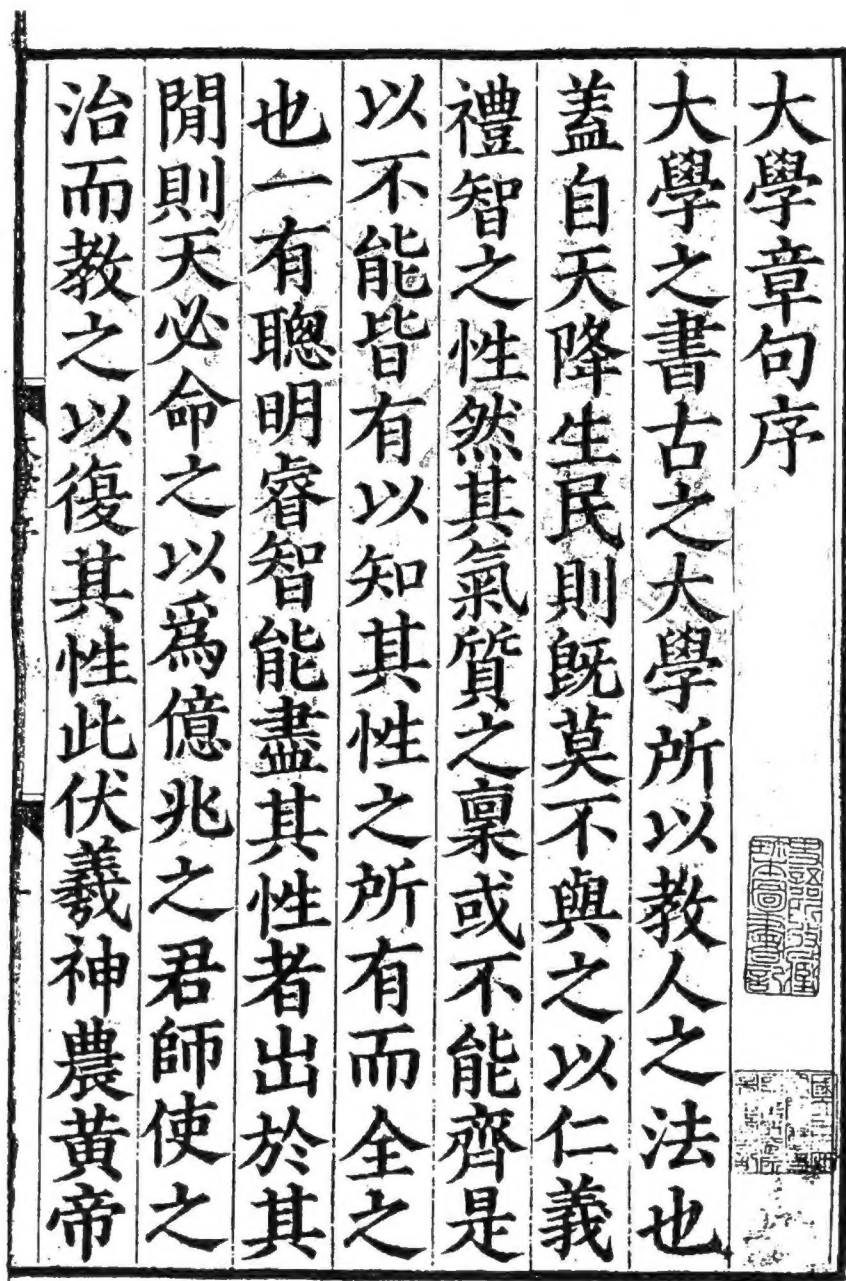 大學章句序
大學之書古之大學所以教人之法也
蓋自天降生民則既莫不與之以仁義
禮智之性然其氣質之稟或不能齊是
以不能皆有以知其性之所有而全之
也一有聰明睿智能盡其性者出於其
閒則天必命之以爲億兆之君師使之
治而教之以復其性此伏羲神農黃帝